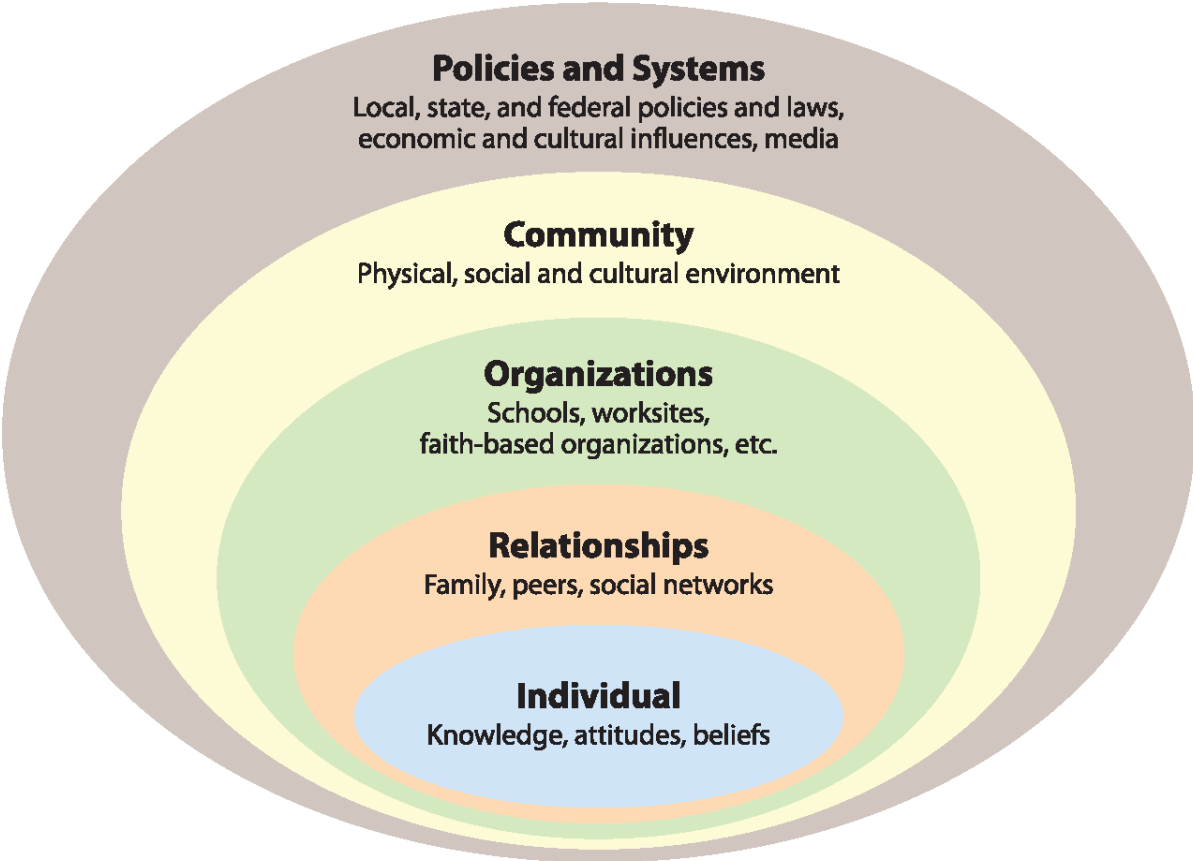 Policies and Systems
Local, state, and federal policies and laws,
economic and cultural influences, media
Community
Physical, social and cultural environment
Organizations
Schools, worksites,
faith-based organizations, etc.
Relationships
Family, peers, social networks
Individual
Knowledge, attitudes, beliefs